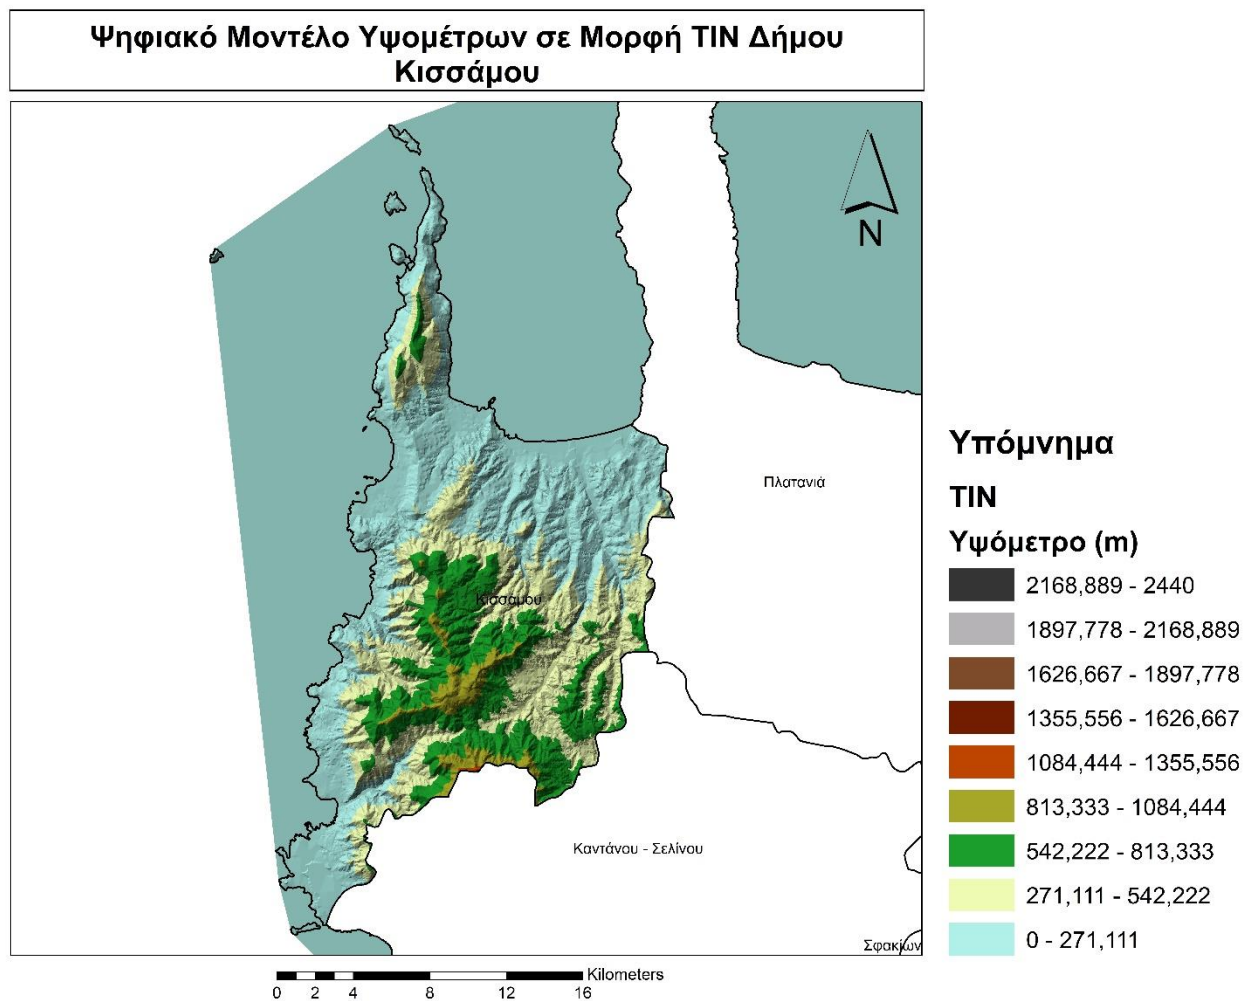 Ψηφιακό Μοντέλο Υψομέτρων σε Μορφή TIN Δήμου
Κισσάμου
N
Πλατανιά
Κισσάμου
Καντάνου - Σελίνου
Σφακίων
Υπόμνημα
TIN
Υψόμετρο (m)
2168,889 - 2440
1897,778 - 2168,889
1626,667 - 1897,778
1355,556 - 1626,667
1084,444 - 1355,556
813,333 - 1084,444
542,222 - 813,333
271,111 - 542,222
0 - 271,111
Kilometers
0 2 4 8 12 16